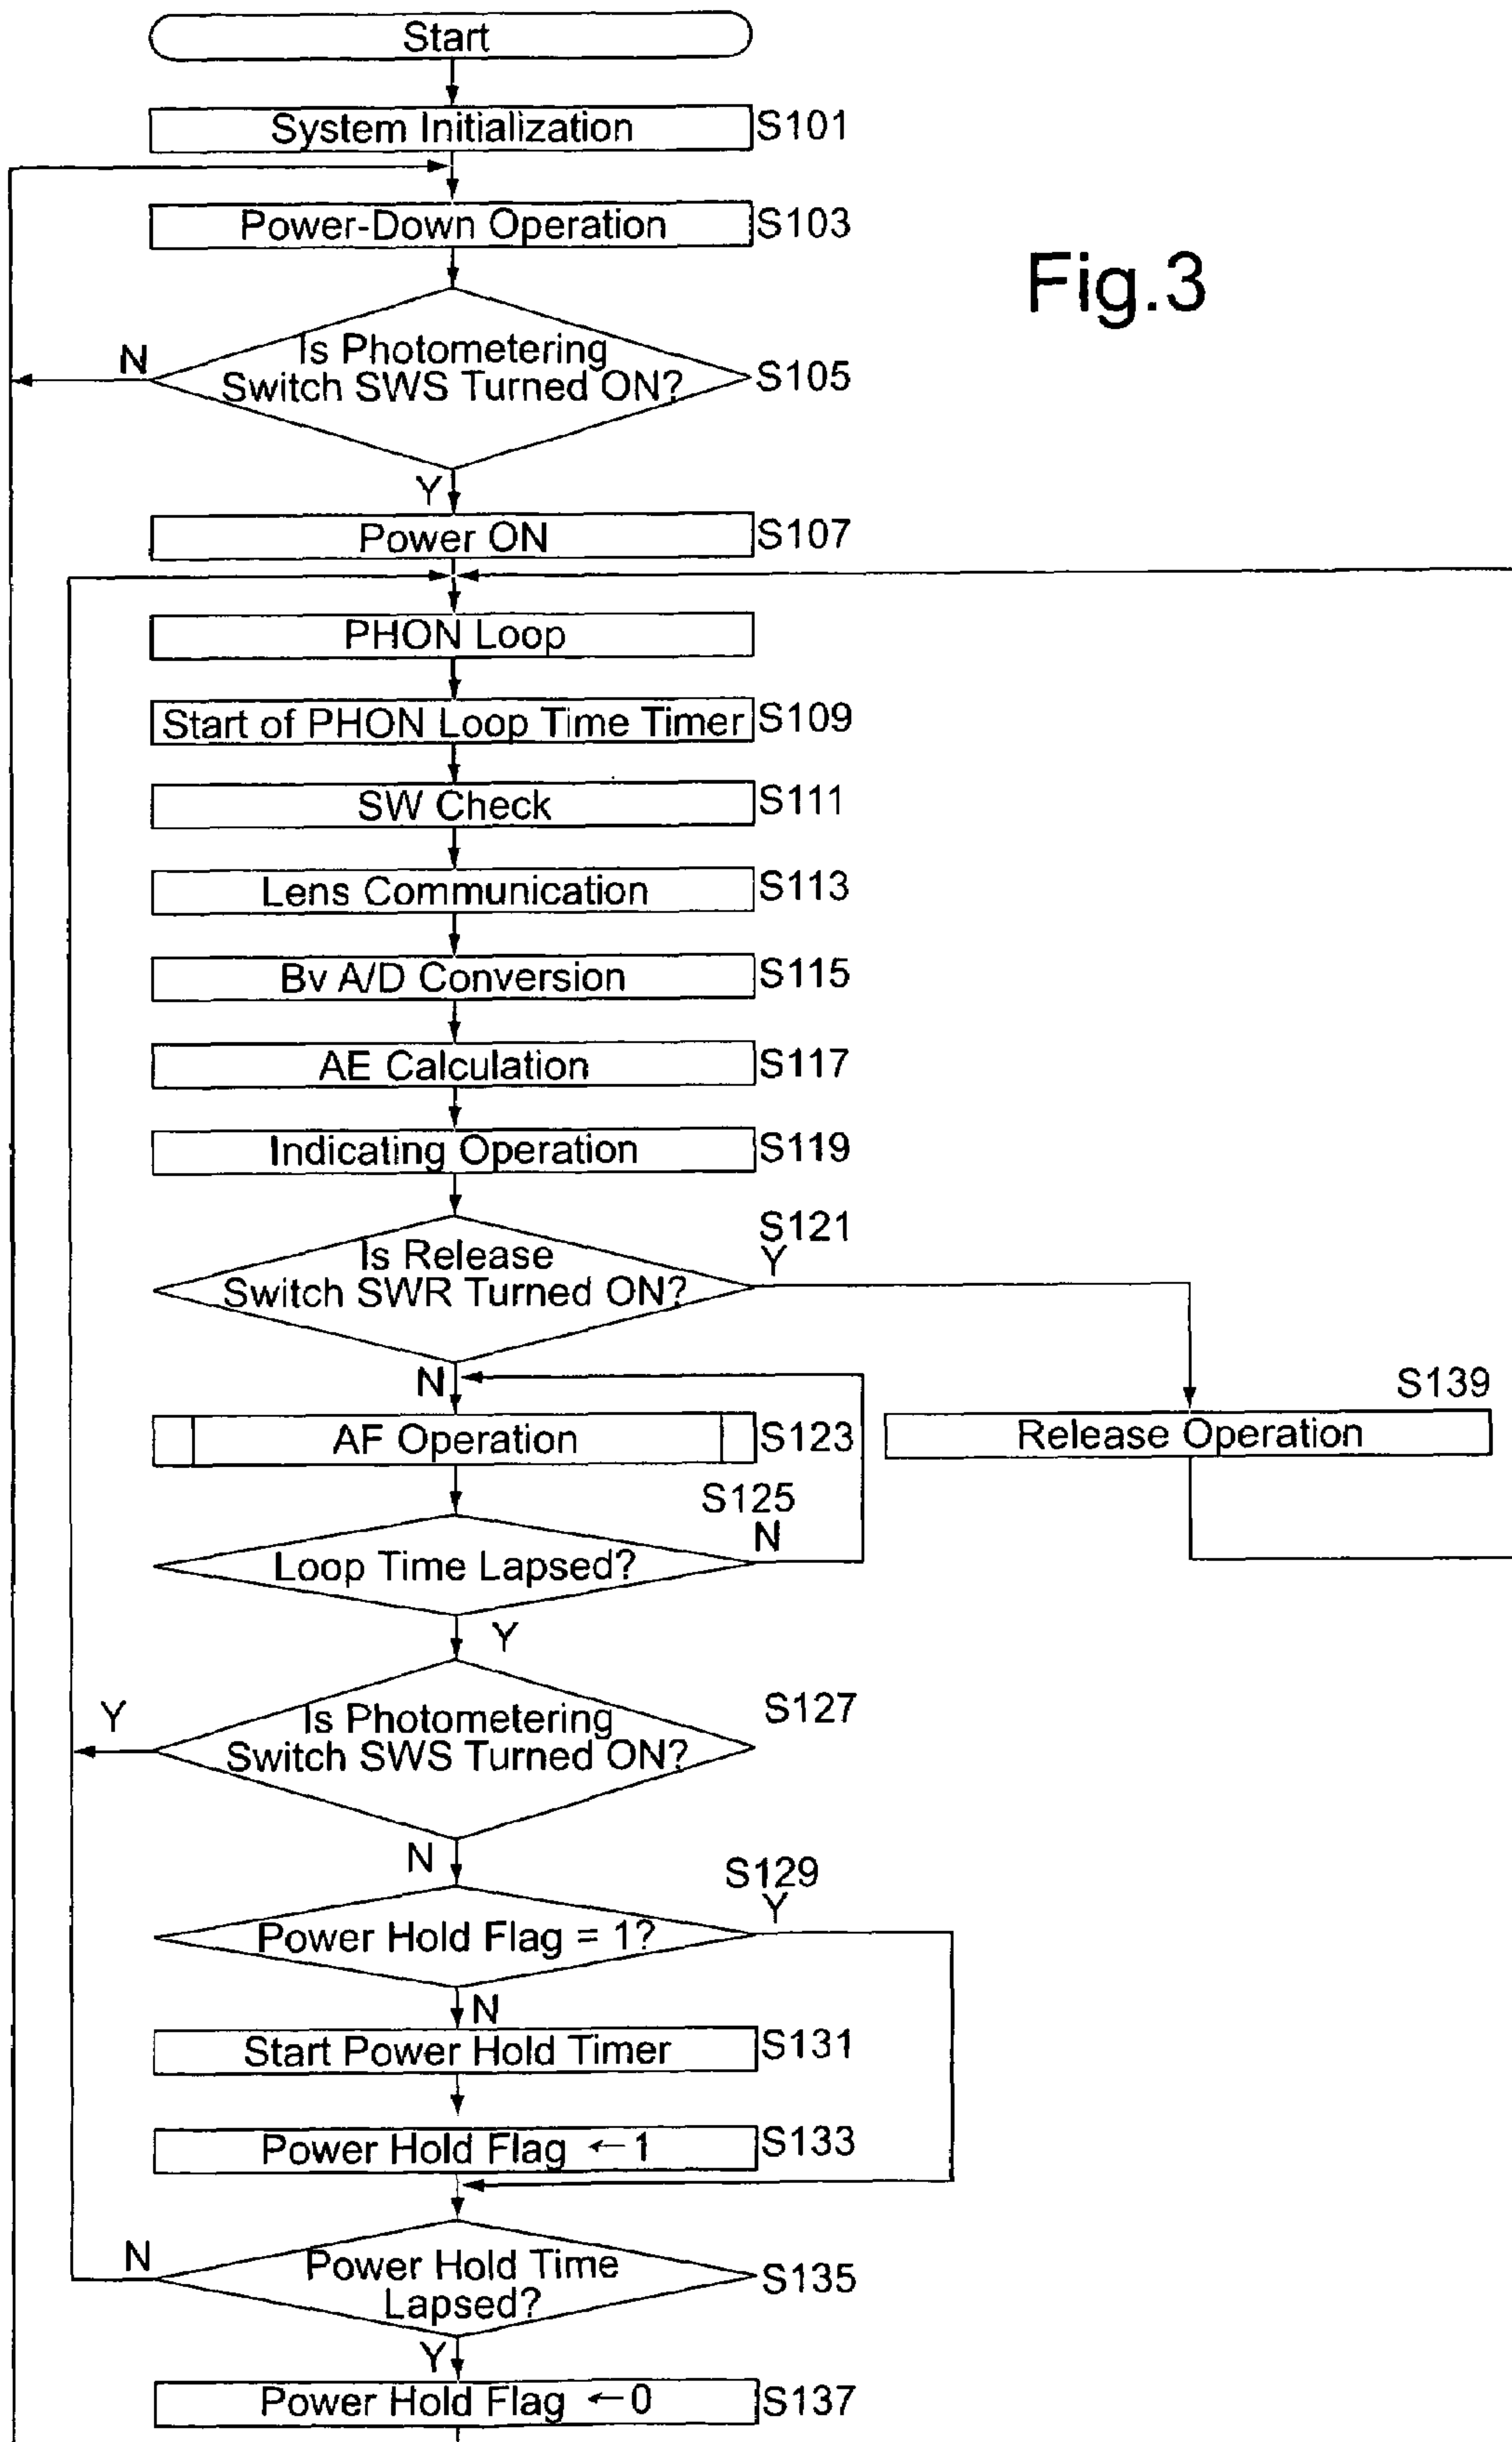 Start
System Initialization S101
Power-Down Operation S103
Fig.3
Is Photometering
Switch SWS Turned ON?
N
S105
Y
Power ON S107
PHON Loop
Start of PHON Loop Time Timer S109
SW Check S111
Lens Communication S113
Bv A/D Conversion S115
AE Calculation S117
Indicating Operation S119
S121
Y
Is Release
Switch SWR Turned ON?
N
AF Operation S123
S139
Release Operation
S125
N
Loop Time Lapsed?
Y
S127
Y
Is Photometering
Switch SWS Turned ON?
N
S129
Y
Power Hold Flag = 1?
N
Start Power Hold Timer S131
Power Hold Flag ←1 S133
N
Power Hold Time
Lapsed?
S135
Y
Power Hold Flag ←0 S137